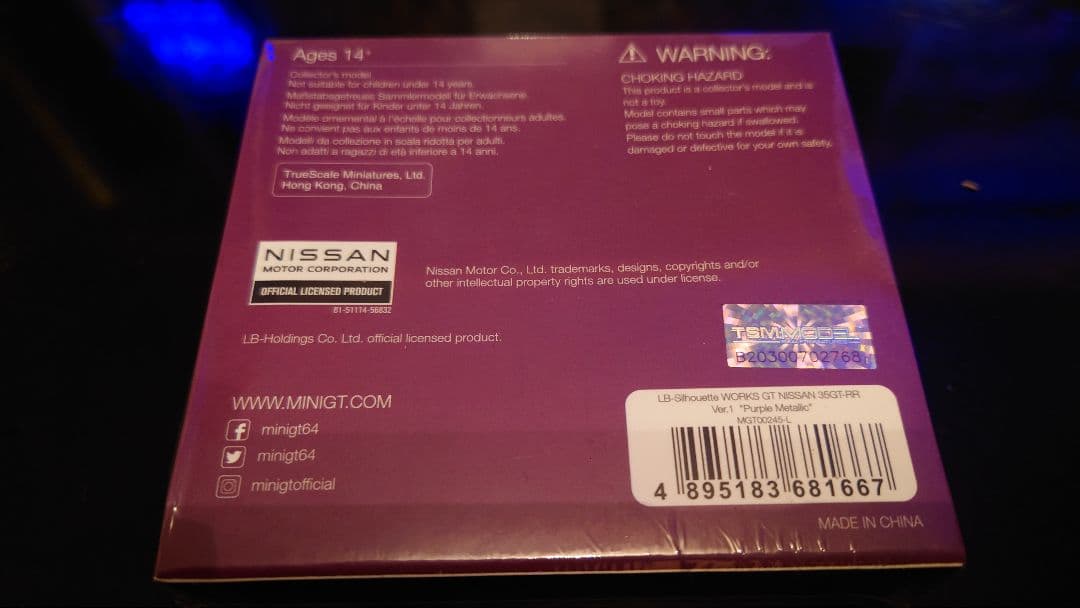 Ages 14+
Collector's model
Not suitable for children under 14 years.
Maßstabsgetreues Sammlermodell für Erwachsene.
Nicht geeignet für Kinder unter 14 Jahren.
Modèle ornemental à l'échelle pour collectionneurs adultes.
Ne convient pas aux enfants de moins de 14 ans.
Modelli da collezione in scala ridotta per adulti.
Non adatti a ragazzi di età inferiore a 14 anni.
TrueScale Miniatures, Ltd.
Hong Kong, China
WARNING:
CHOKING HAZARD
This product is a collector's model and is
not a toy.
Model contains small parts which may
pose a choking hazard if swallowed.
Please do not touch the model if it is
damaged or defective for your own safety.
NISSAN
MOTOR CORPORATION
OFFICIAL LICENSED PRODUCT
81-51114-56832
Nissan Motor Co., Ltd. trademarks, designs, copyrights and/or
other intellectual property rights are used under license.
LB-Holdings Co. Ltd. official licensed product.
TSMMODEL
B20300702768
WWW.MINIGT.COM
minigt64
minigt64
minigtofficial
LB-Silhouette WORKS GT NISSAN 35GT-RR
Ver.1 "Purple Metallic"
MGT00245-L
4 895183 681667
MADE IN CHINA